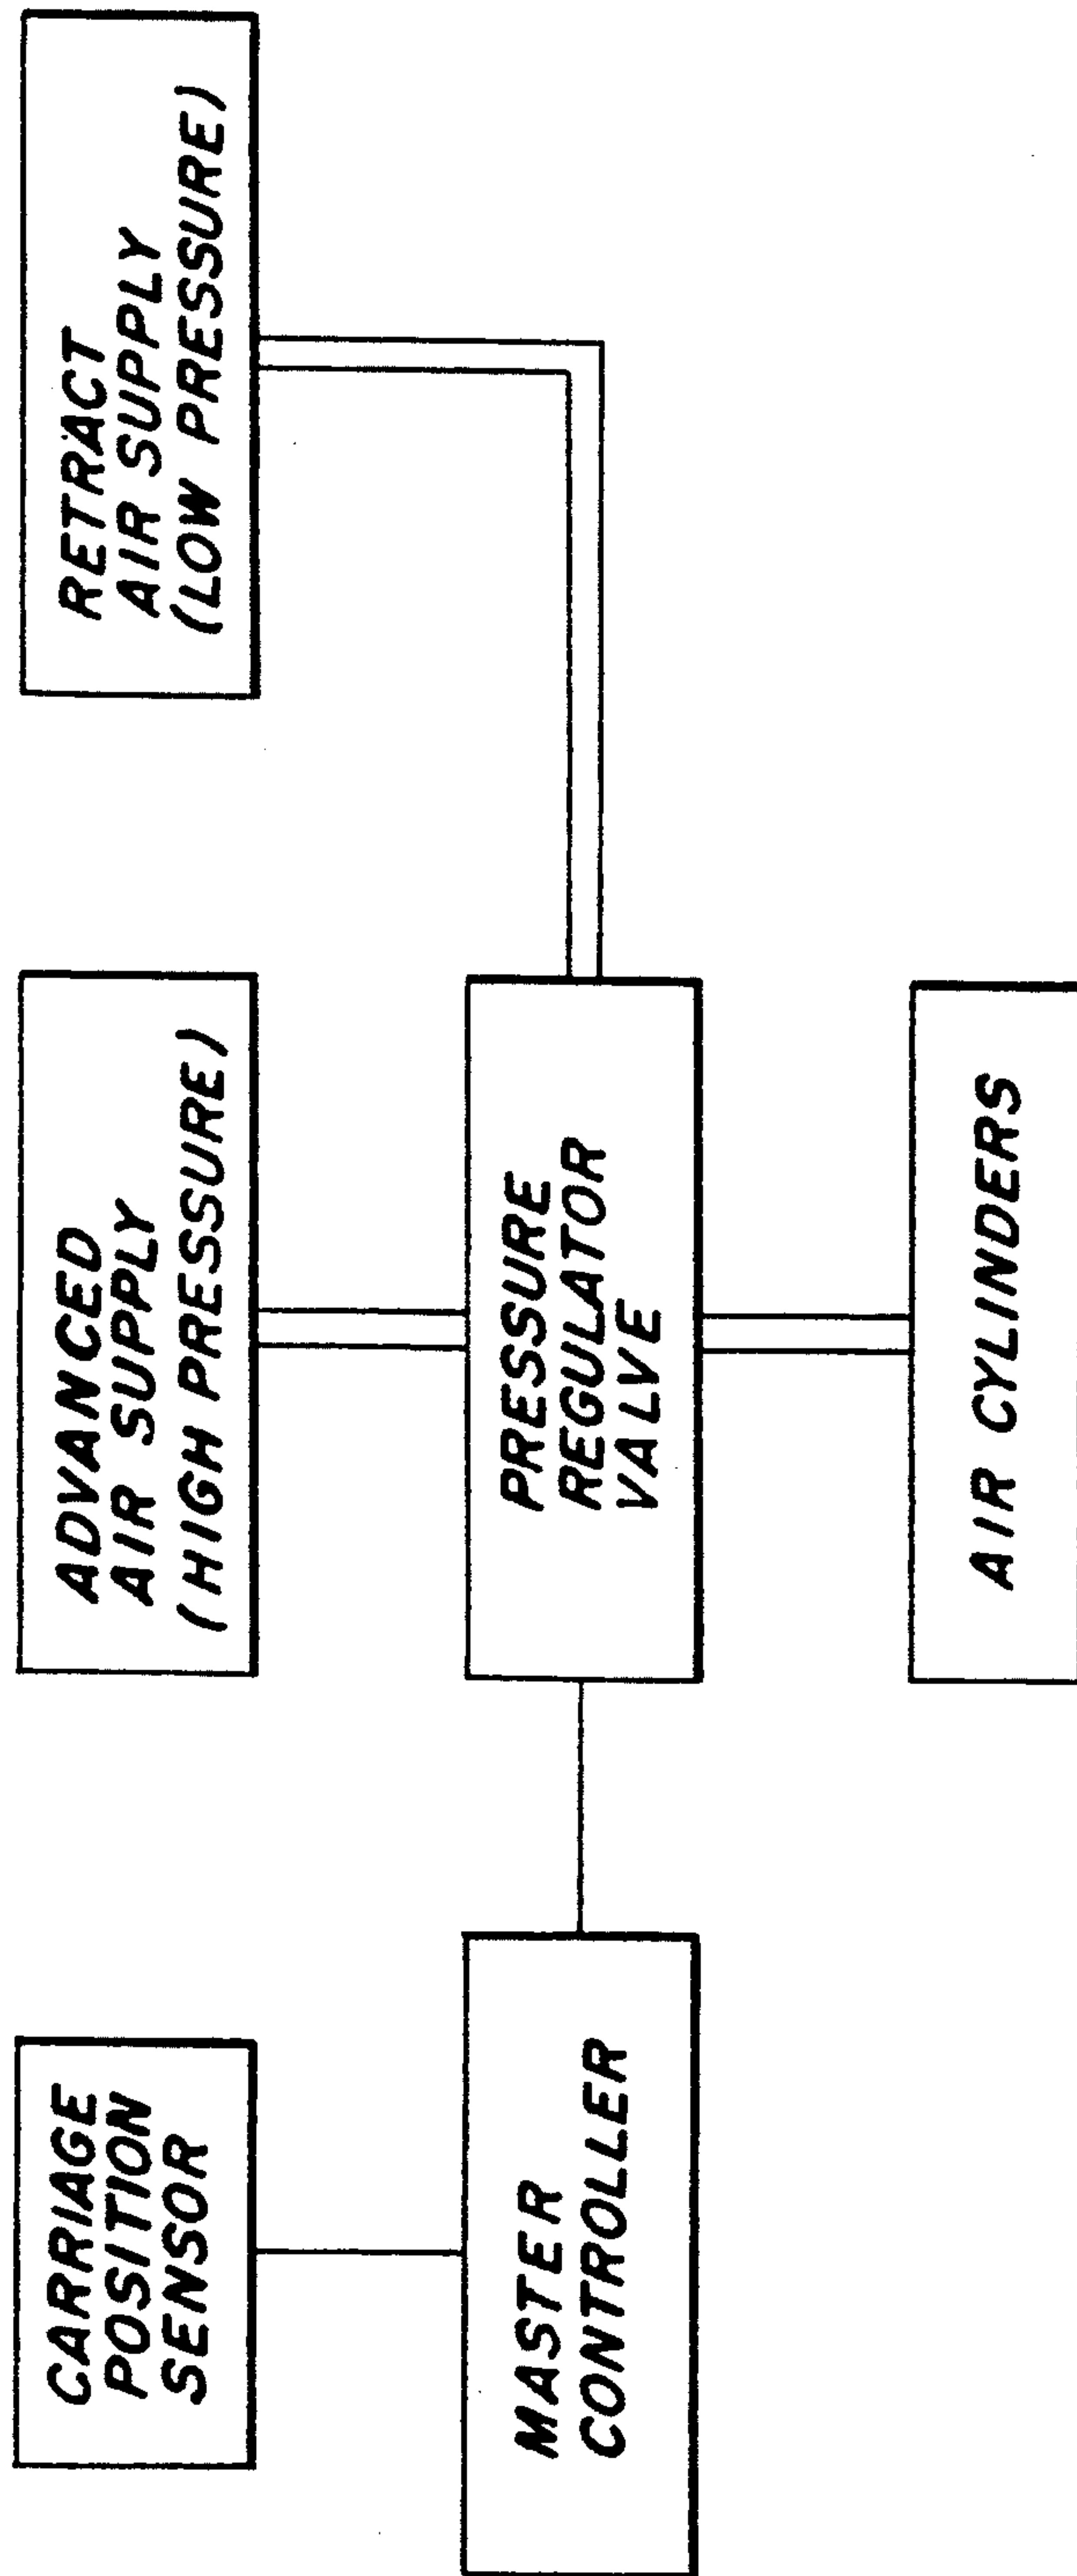 CARRIAGE
POSITION
SENSOR
ADVANCED
AIR SUPPLY
(HIGH PRESSURE)
RETRACT
AIR SUPPLY
(LOW PRESSURE)
MASTER
CONTROLLER
PRESSURE
REGULATOR
VALVE
AIR CYLINDERS